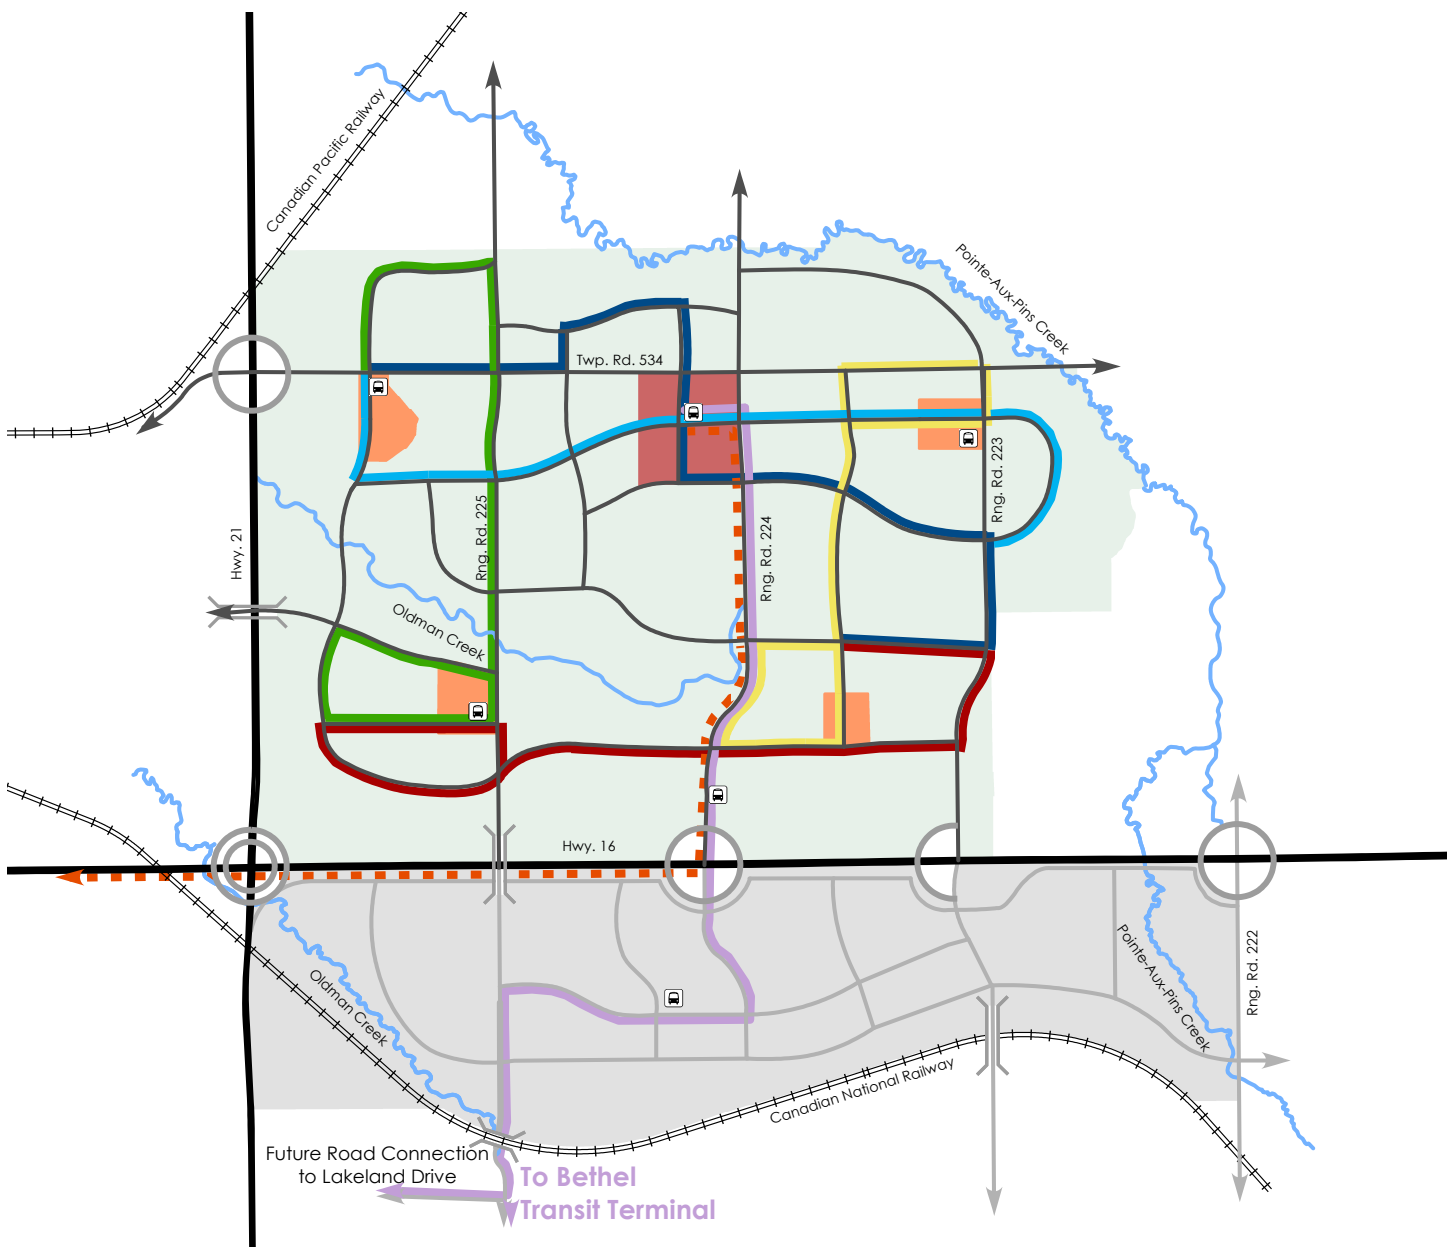 Canadian Pacific Railway
Pointe-Aux-Pins Creek
Twp. Rd. 534
Rng. Rd. 223
Rng. Rd. 225
Hwy. 21
Rng. Rd. 224
Oldman Creek
Hwy. 16
Pointe-Aux-Pins Creek
Rng. Rd. 222
Oldman Creek
Canadian National Railway
Future Road Connection
to Lakeland Drive
To Bethel
Transit Terminal